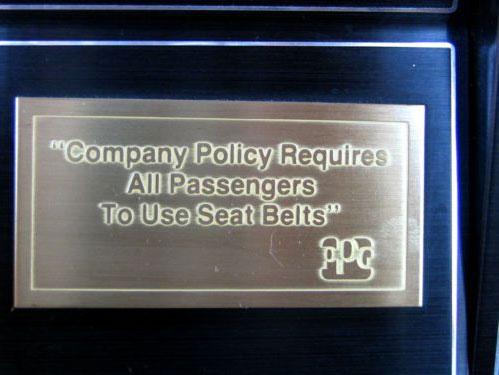 "Company Policy Requires
All Passengers
To Use Seat Belts"
PPG